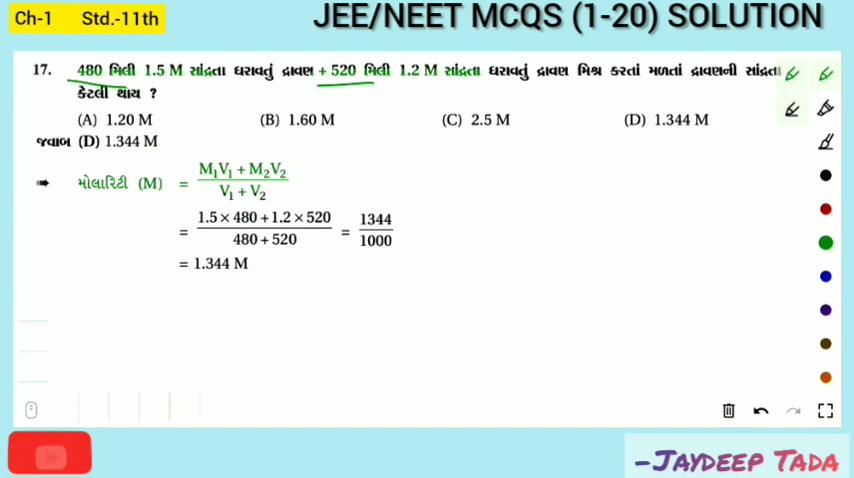 Ch-1 Std.-11th
JEE/NEET MCQS (1-20) SOLUTION
17. 480 મિલી 1.5 M સાંદ્રતા ધરાવતું દ્રાવણ + 520 મિલી 1.2 M સાંદ્રતા ધરાવતું દ્રાવણ મિશ્ર કરતાં મળતાં દ્રાવણની સાંદ્રતા
કેટલી થાય ?
(A) 1.20 M (B) 1.60 M (C) 2.5 M (D) 1.344 M
જવાબ (D) 1.344 M
➠ મોલારિટી (M) = M₁V₁ + M₂V₂ / V₁ + V₂
= 1.5 × 480 + 1.2 × 520 / 480 + 520 = 1344 / 1000
= 1.344 M
-JAYDEEP TADA